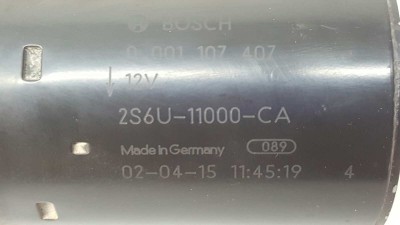 BOSCH
0 001 107 407
12V
2S6U-11000-CA
Made in Germany 089
02-04-15 11:45:19 4